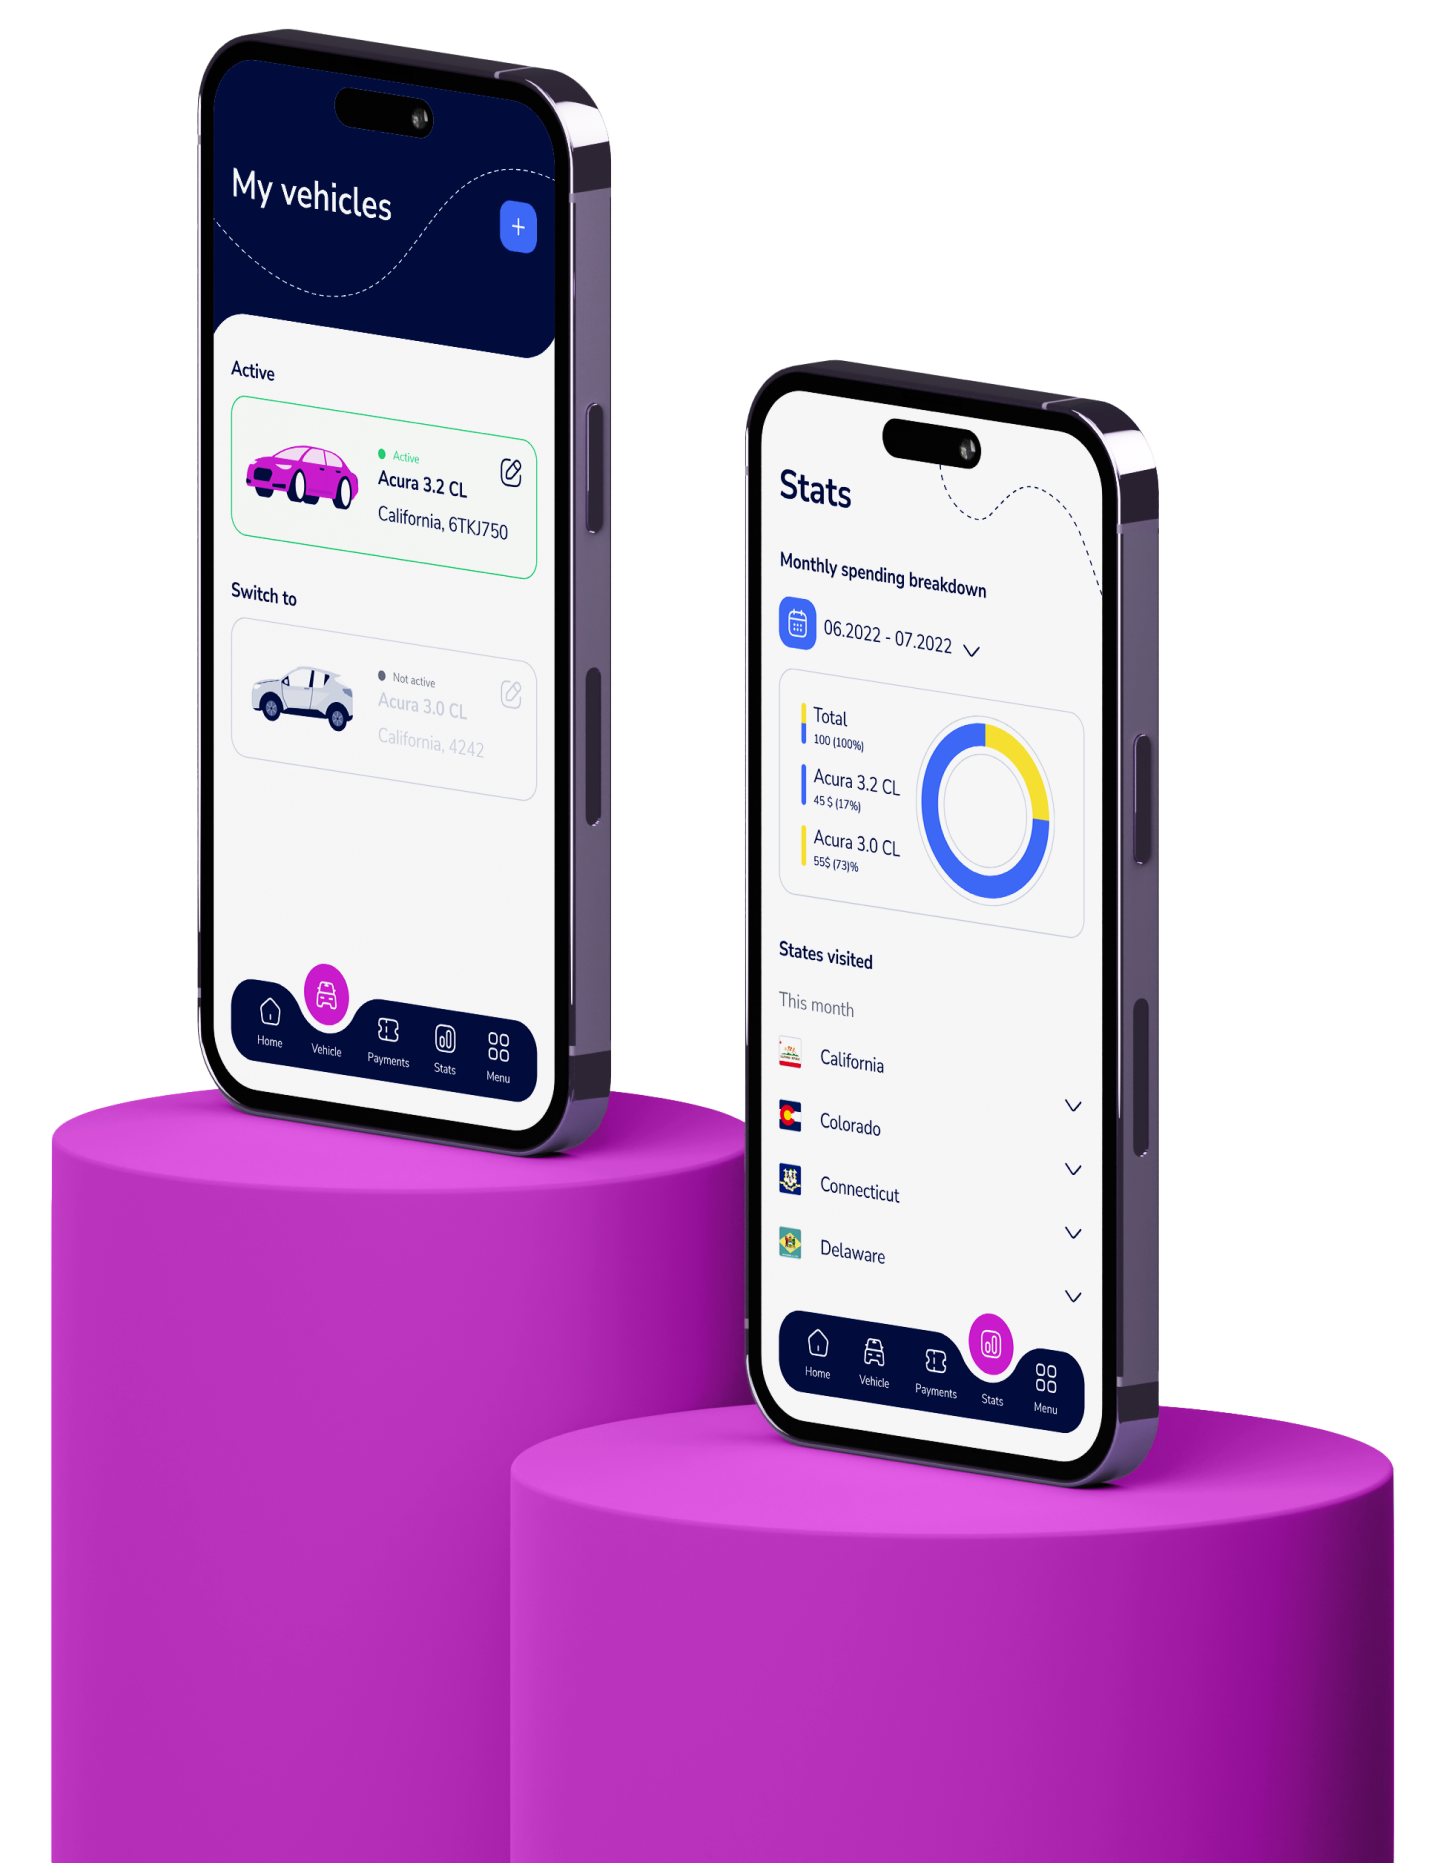 My vehicles
+
Active
Active
Acura 3.2 CL
California, 6TKJ750
Switch to
Not active
Acura 3.0 CL
California, 4242
Home
Vehicle
Payments
Stats
Menu
Stats
Monthly spending breakdown
06.2022 - 07.2022
Total
100 (100%)
Acura 3.2 CL
45 $ (17%)
Acura 3.0 CL
55$ (73)%
States visited
This month
California
Colorado
Connecticut
Delaware
Home
Vehicle
Payments
Stats
Menu